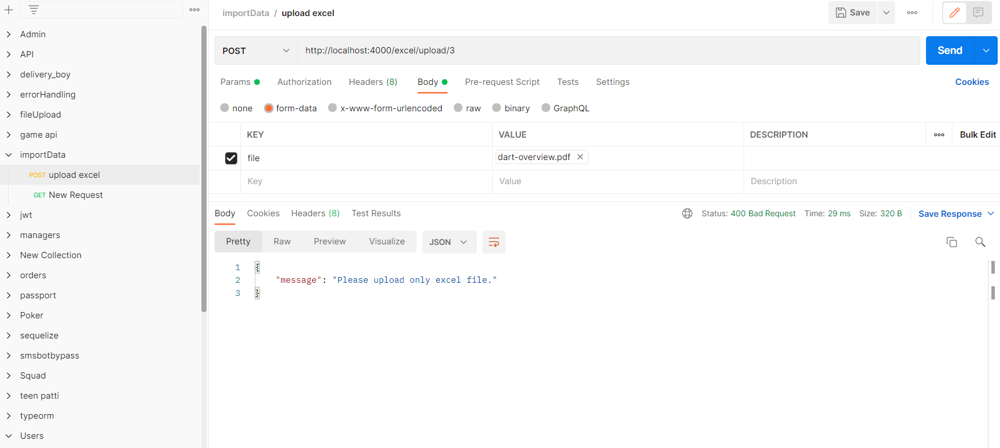 importData / upload excel
Save
Admin
API
delivery_boy
errorHandling
fileUpload
game api
importData
POST upload excel
GET New Request
jwt
managers
New Collection
orders
passport
Poker
sequelize
smsbotbypass
Squad
teen patti
typeorm
Users
POST http://localhost:4000/excel/upload/3 Send
Params Authorization Headers (8) Body Pre-request Script Tests Settings Cookies
none form-data x-www-form-urlencoded raw binary GraphQL
KEY VALUE DESCRIPTION Bulk Edit
file dart-overview.pdf
Key Value Description
Body Cookies Headers (8) Test Results Status: 400 Bad Request Time: 29 ms Size: 320 B Save Response
Pretty Raw Preview Visualize JSON
1 {
2 "message": "Please upload only excel file."
3 }